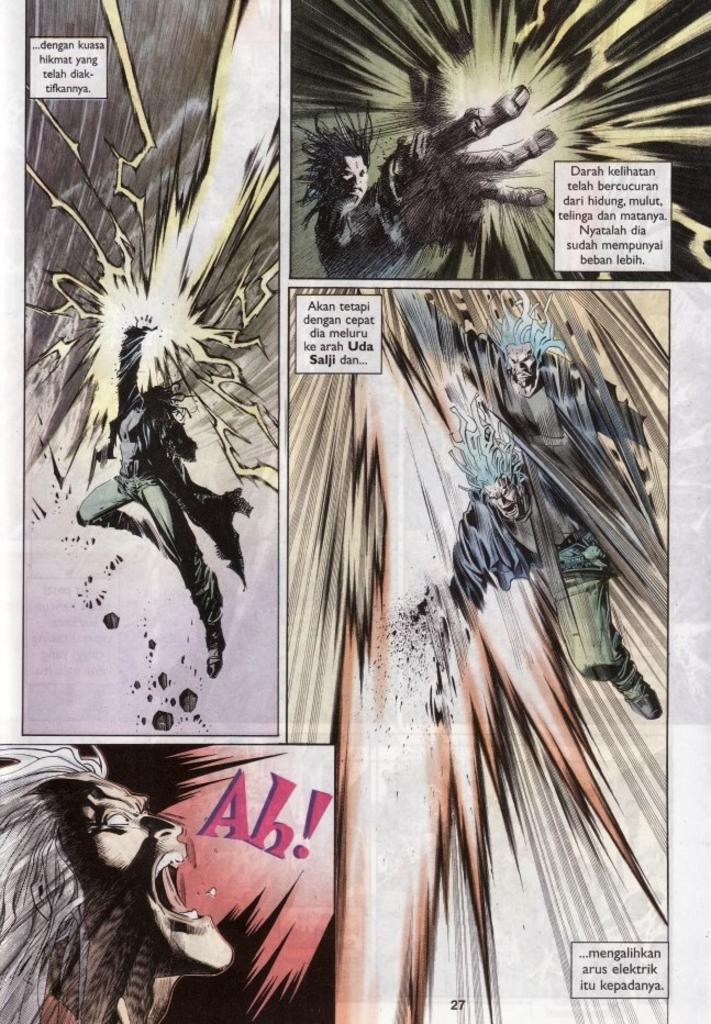 ...dengan kuasa
hikmat yang
telah diak-
tifkannya.
Darah kelihatan
telah bercucuran
dari hidung, mulut,
telinga dan matanya.
Nyatalah dia
sudah mempunyai
beban lebih.
Akan tetapi
dengan cepat
dia meluru
ke arah Uda
Salji dan...
Ah!
...mengalihkan
arus elektrik
itu kepadanya.
27